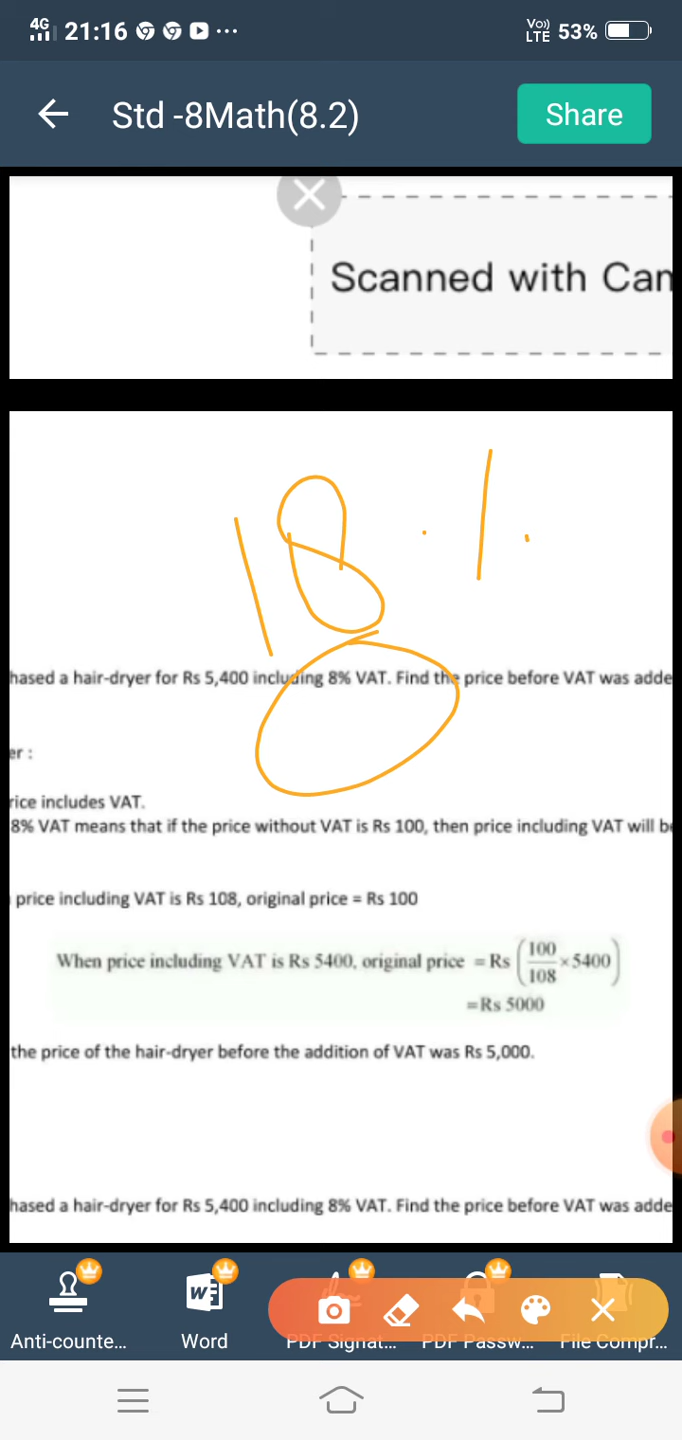 4G 21:16 ... Vo)) LTE 53%
Std -8Math(8.2) Share
Scanned with Can
18 · / ·
hased a hair-dryer for Rs 5,400 including 8% VAT. Find the price before VAT was adde
er :
rice includes VAT.
8% VAT means that if the price without VAT is Rs 100, then price including VAT will be
price including VAT is Rs 108, original price = Rs 100
When price including VAT is Rs 5400, original price = Rs (100/108 × 5400)
=Rs 5000
the price of the hair-dryer before the addition of VAT was Rs 5,000.
hased a hair-dryer for Rs 5,400 including 8% VAT. Find the price before VAT was adde
Anti-counte... Word PDF Signat... PDF Passw... File Compr...